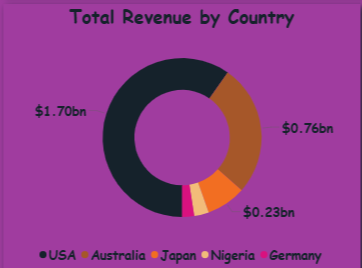 Total Revenue by Country
$1.70bn
$0.76bn
$0.23bn
USA Australia Japan Nigeria Germany